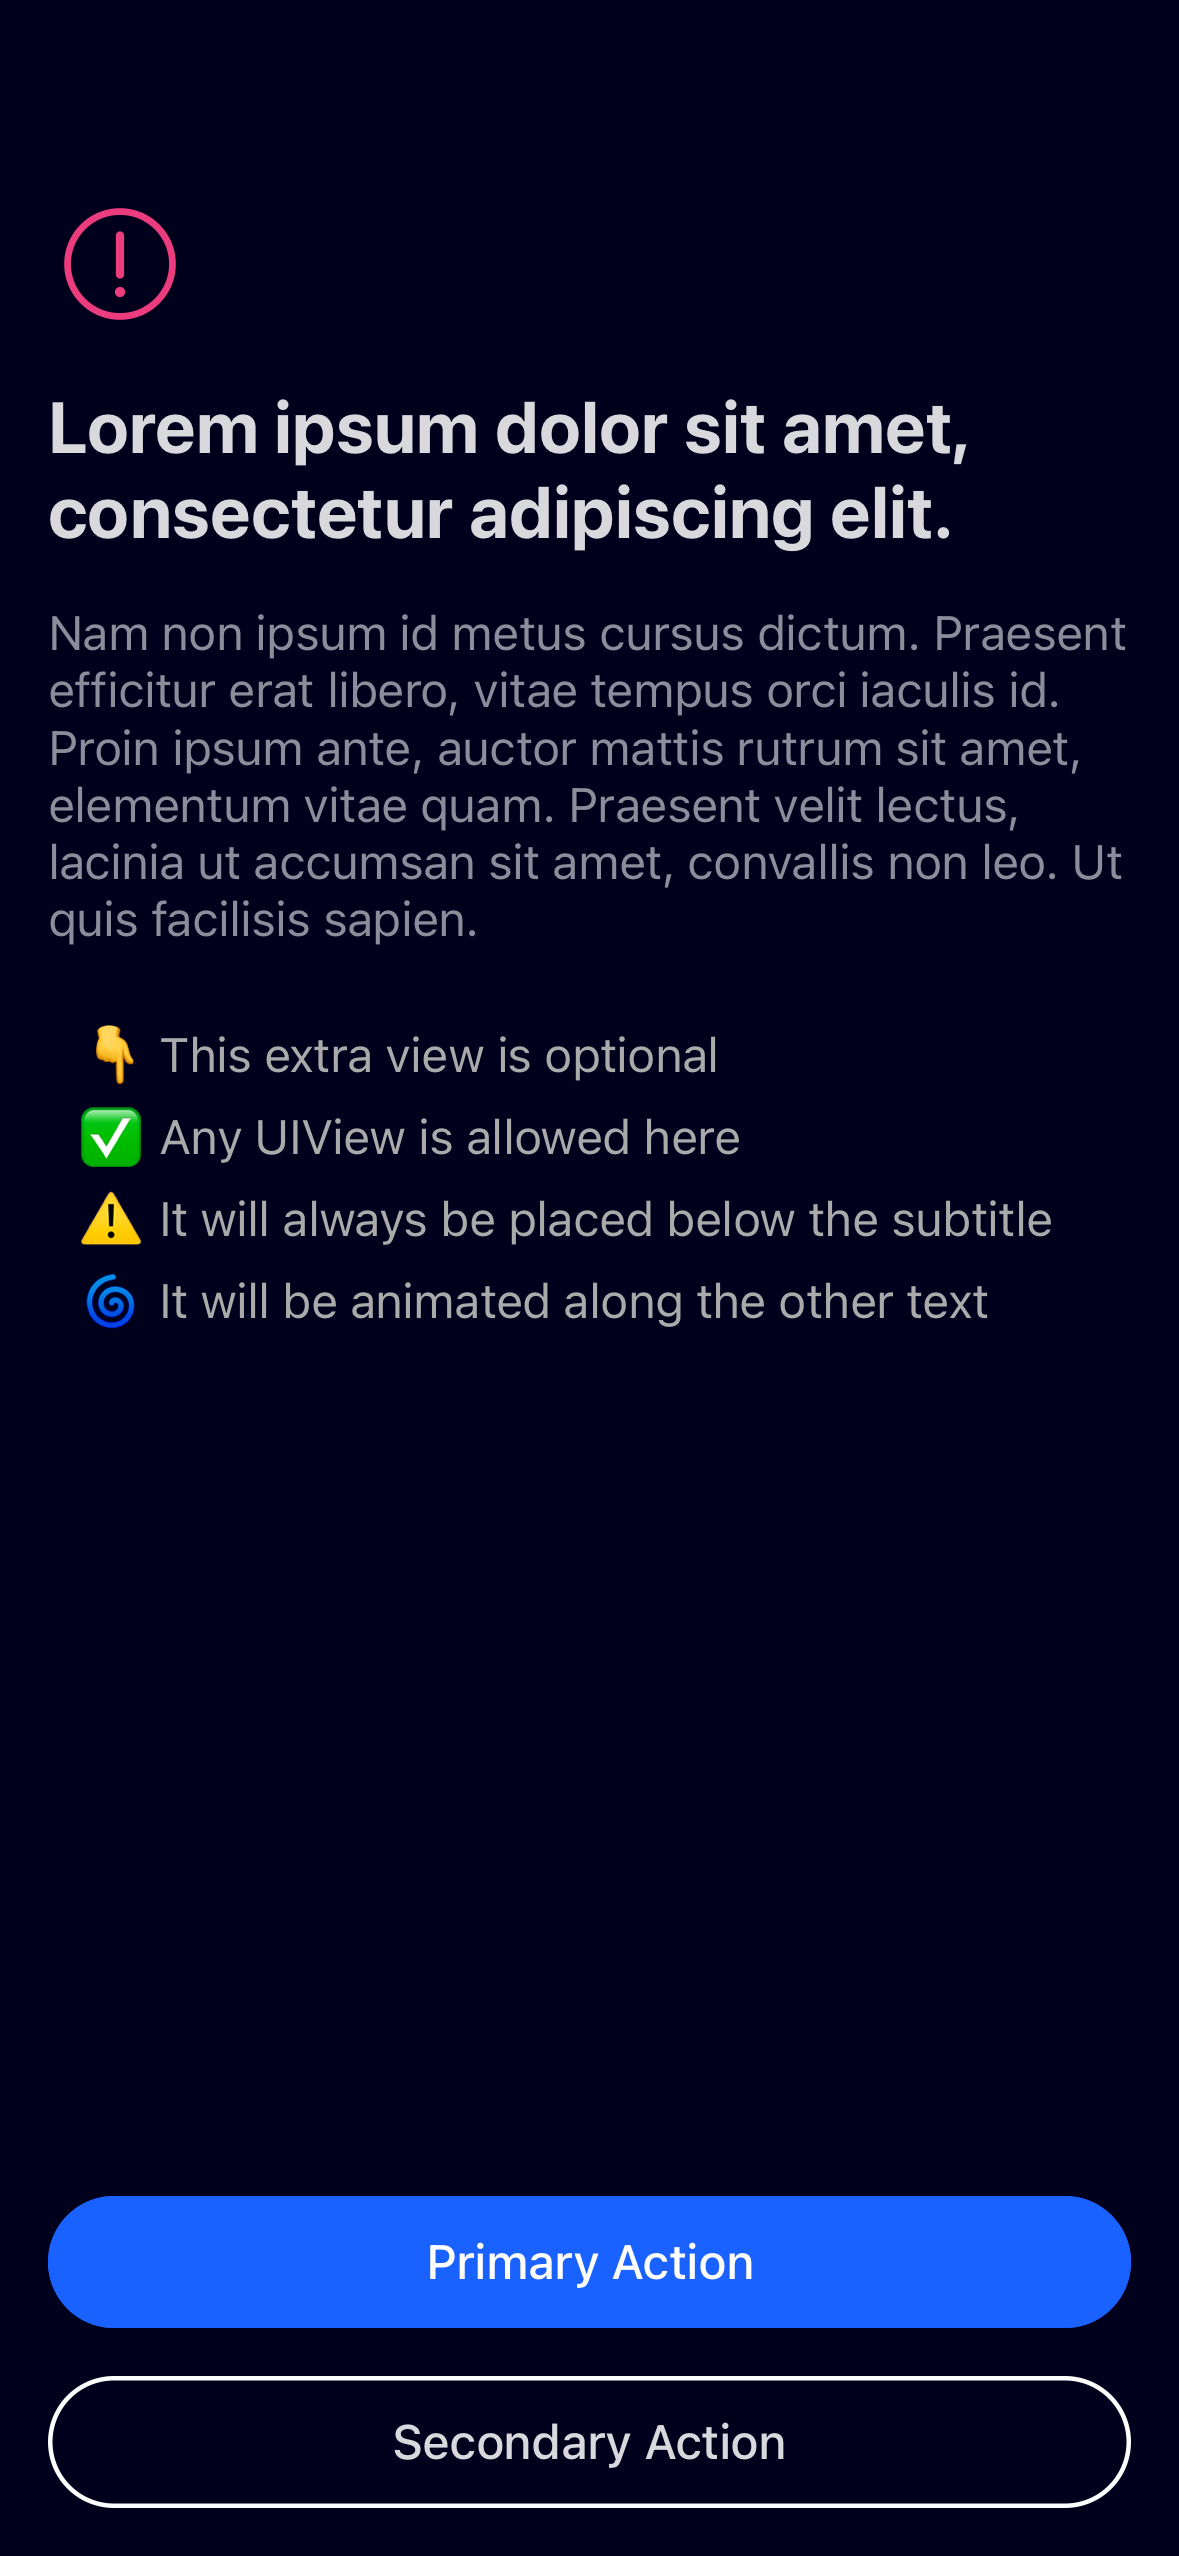 Lorem ipsum dolor sit amet,
consectetur adipiscing elit.
Nam non ipsum id metus cursus dictum. Praesent
efficitur erat libero, vitae tempus orci iaculis id.
Proin ipsum ante, auctor mattis rutrum sit amet,
elementum vitae quam. Praesent velit lectus,
lacinia ut accumsan sit amet, convallis non leo. Ut
quis facilisis sapien.
👇 This extra view is optional
✅ Any UIView is allowed here
⚠️ It will always be placed below the subtitle
🌀 It will be animated along the other text
Primary Action
Secondary Action